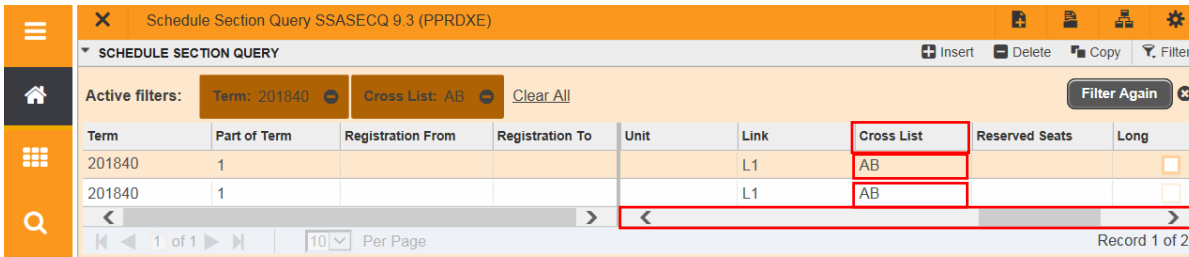 Schedule Section Query SSASECQ 9.3 (PPRDXE)
SCHEDULE SECTION QUERY Insert Delete Copy Filter
Active filters: Term: 201840 Cross List: AB Clear All Filter Again
Term Part of Term Registration From Registration To Unit Link Cross List Reserved Seats Long
201840 1 L1 AB
201840 1 L1 AB
1 of 1 10 Per Page Record 1 of 2